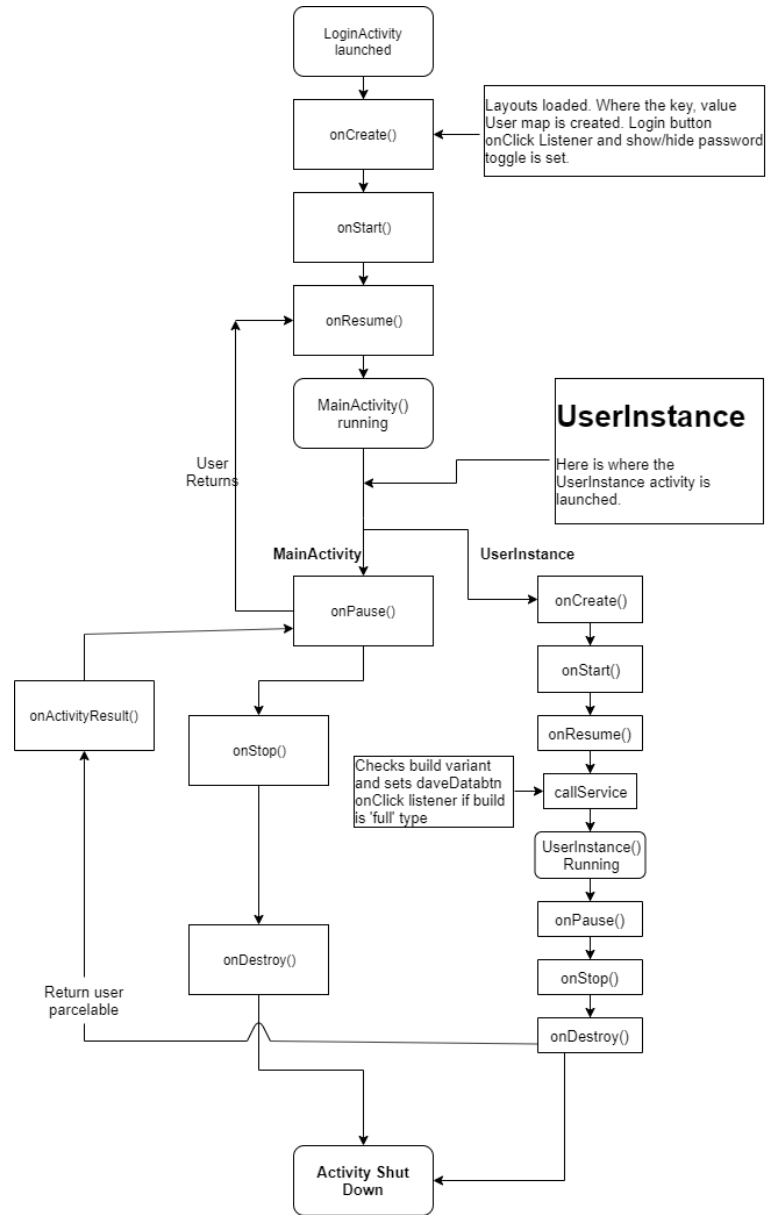 LoginActivity
launched
onCreate()
Layouts loaded. Where the key, value
User map is created. Login button
onClick Listener and show/hide password
toggle is set.
onStart()
onResume()
MainActivity()
running
UserInstance
Here is where the
UserInstance activity is
launched.
User
Returns
MainActivity
UserInstance
onPause()
onCreate()
onStart()
onActivityResult()
onStop()
onResume()
Checks build variant
and sets daveDatabtn
onClick listener if build
is 'full' type
callService
UserInstance()
Running
onPause()
onDestroy()
onStop()
Return user
parcelable
onDestroy()
Activity Shut
Down